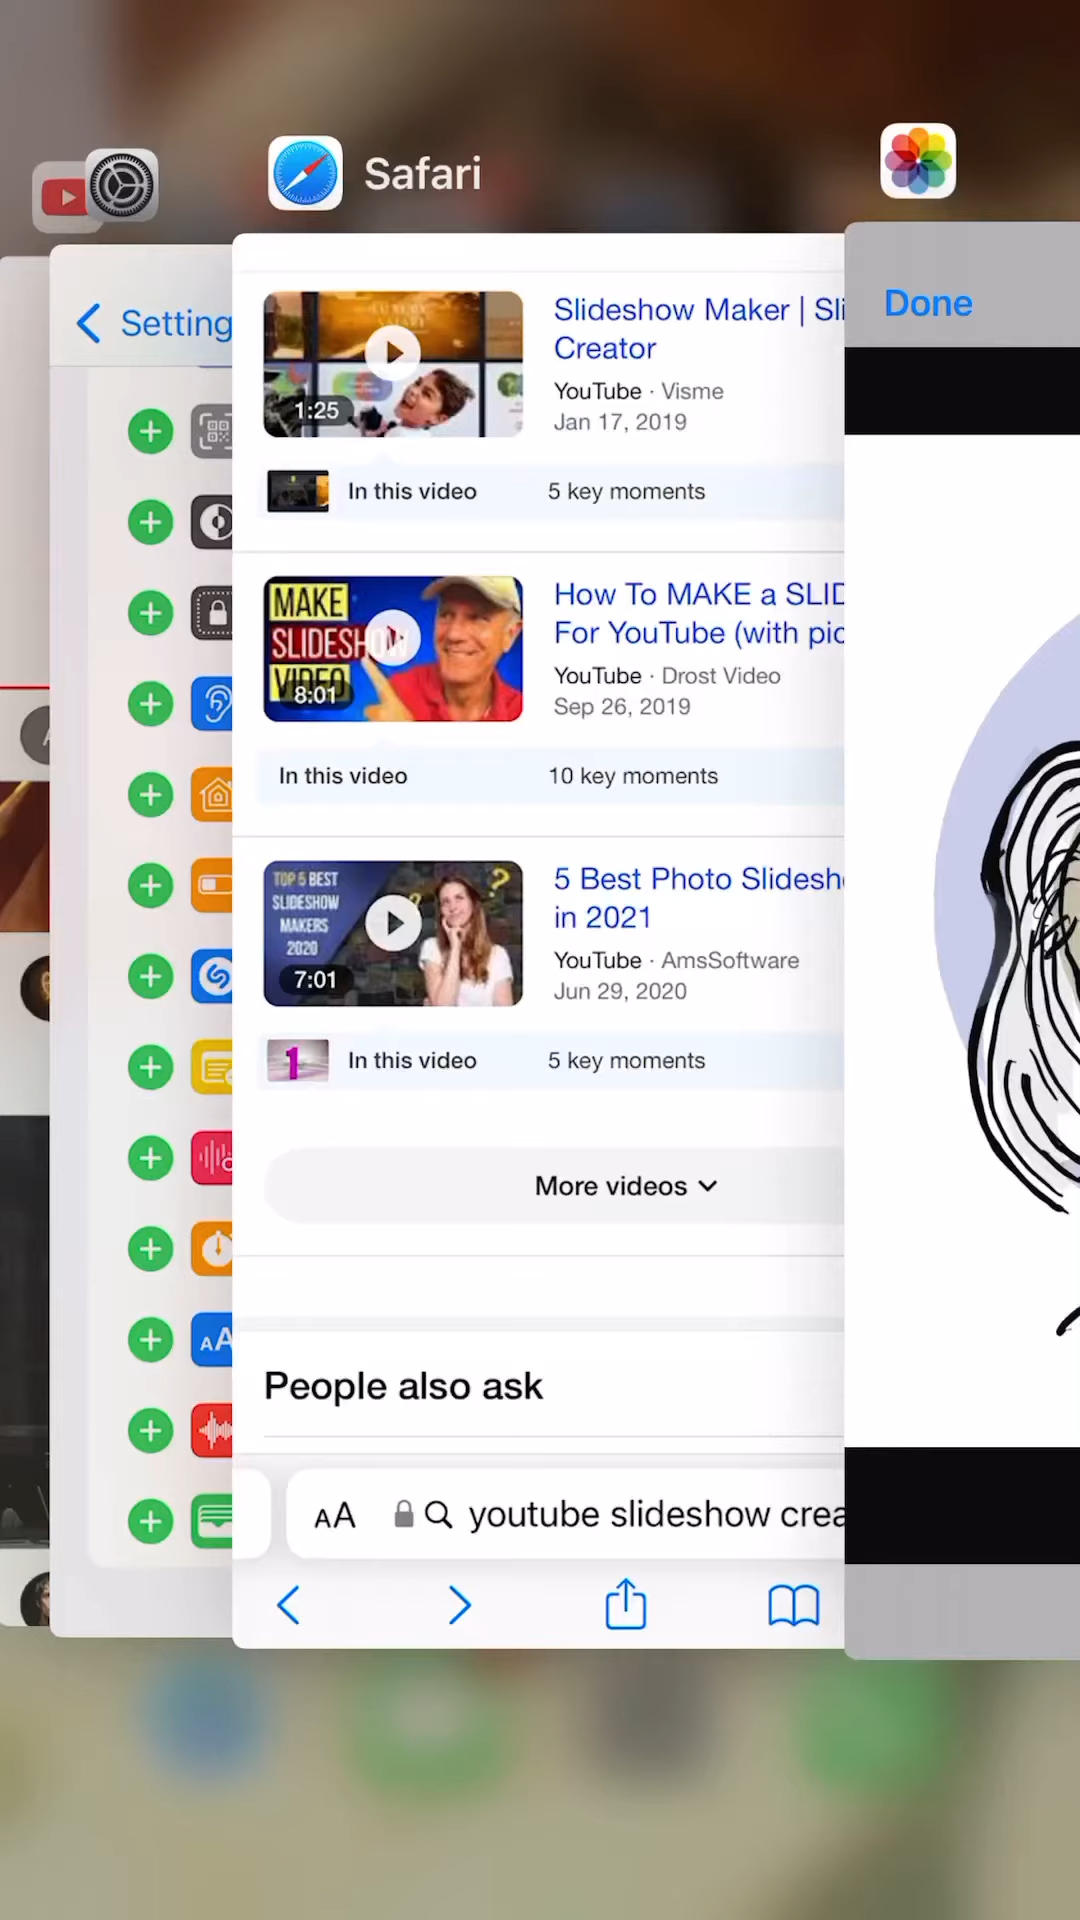 Safari
Setting
Done
Slideshow Maker | Sli
Creator
YouTube · Visme
Jan 17, 2019
1:25
In this video
5 key moments
MAKE
SLIDESHOW
VIDEO
8:01
How To MAKE a SLID
For YouTube (with pic
YouTube · Drost Video
Sep 26, 2019
In this video
10 key moments
TOP 5 BEST
SLIDESHOW
MAKERS
2020
7:01
5 Best Photo Slidesh
in 2021
YouTube · AmsSoftware
Jun 29, 2020
1
In this video
5 key moments
More videos
People also ask
AA
youtube slideshow crea
AA